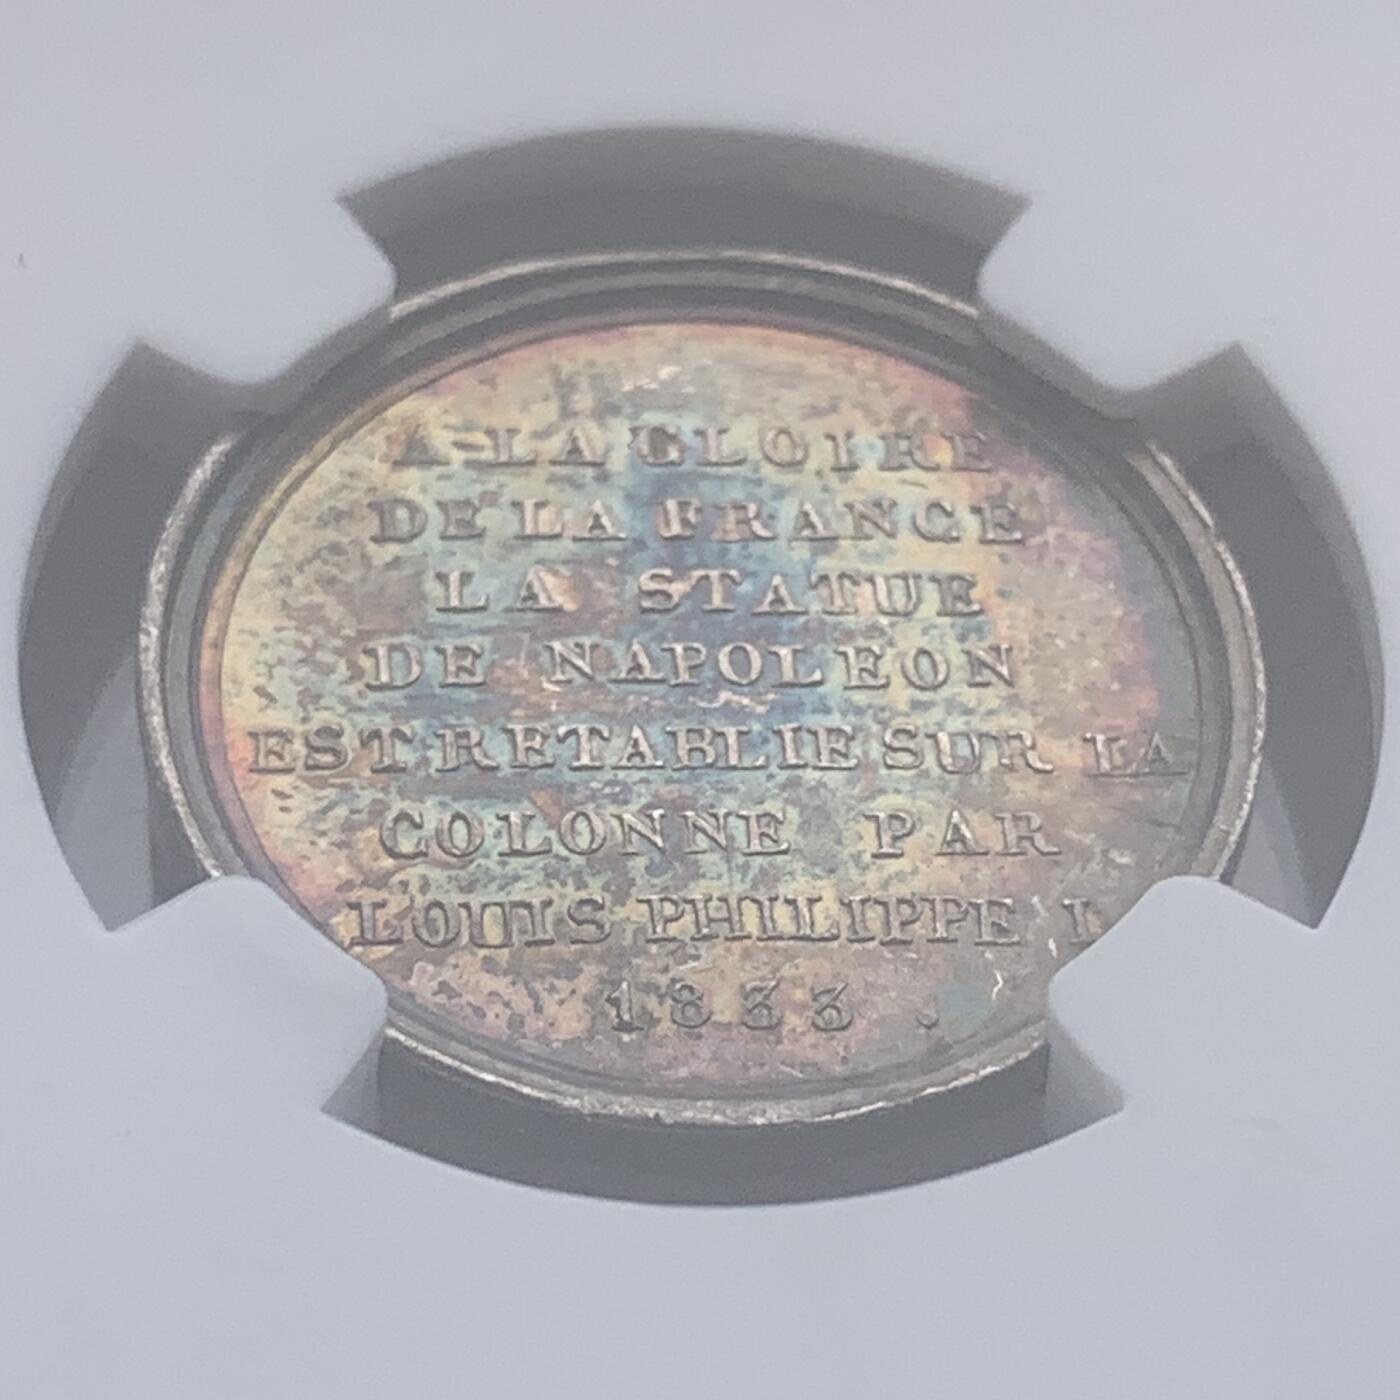 A LA GLOIRE
DE LA FRANCE
LA STATUE
DE NAPOLEON
EST RETABLIE SUR LA
COLONNE PAR
LOUIS PHILIPPE I
1833.